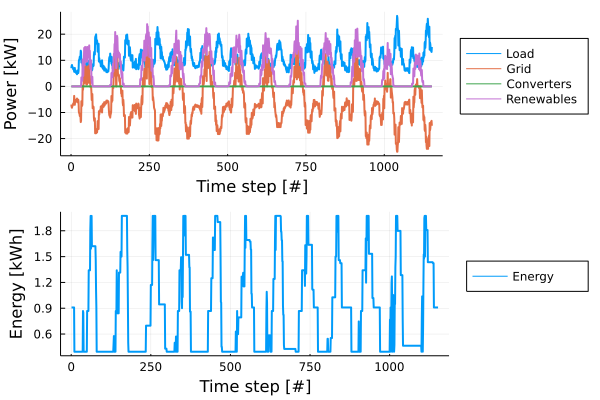 Power [kW]
20
10
0
−10
−20
0
250
500
750
1000
Time step [#]
Load
Grid
Converters
Renewables
Energy [kWh]
1.8
1.5
1.2
0.9
0.6
0
250
500
750
1000
Time step [#]
Energy